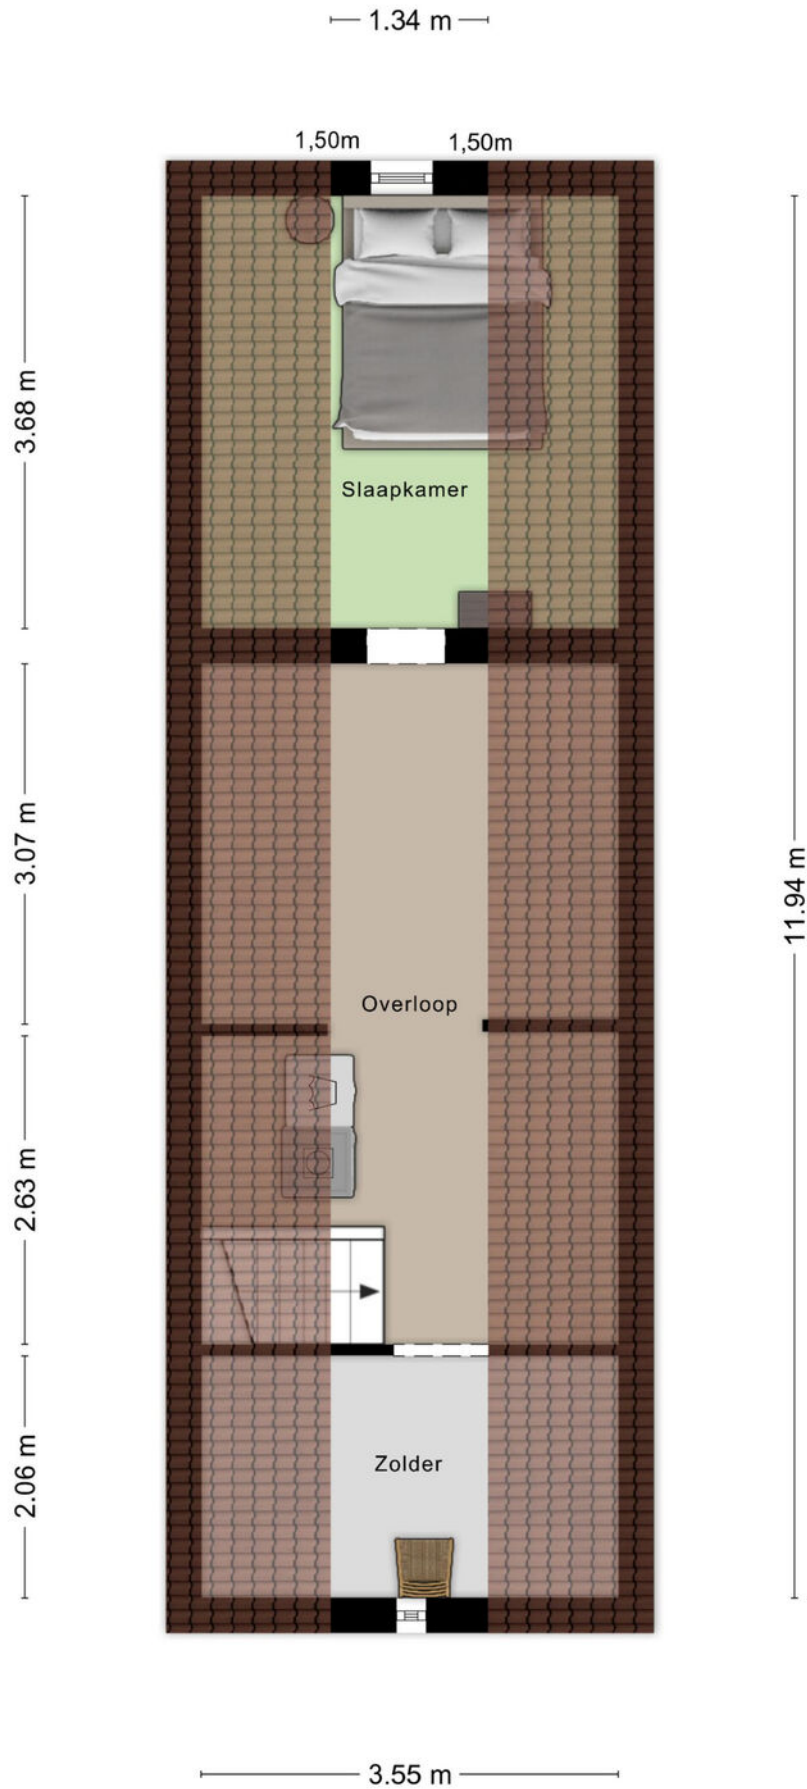 1.34 m
1,50m
1,50m
3.68 m
Slaapkamer
3.07 m
11.94 m
Overloop
2.63 m
Zolder
2.06 m
3.55 m